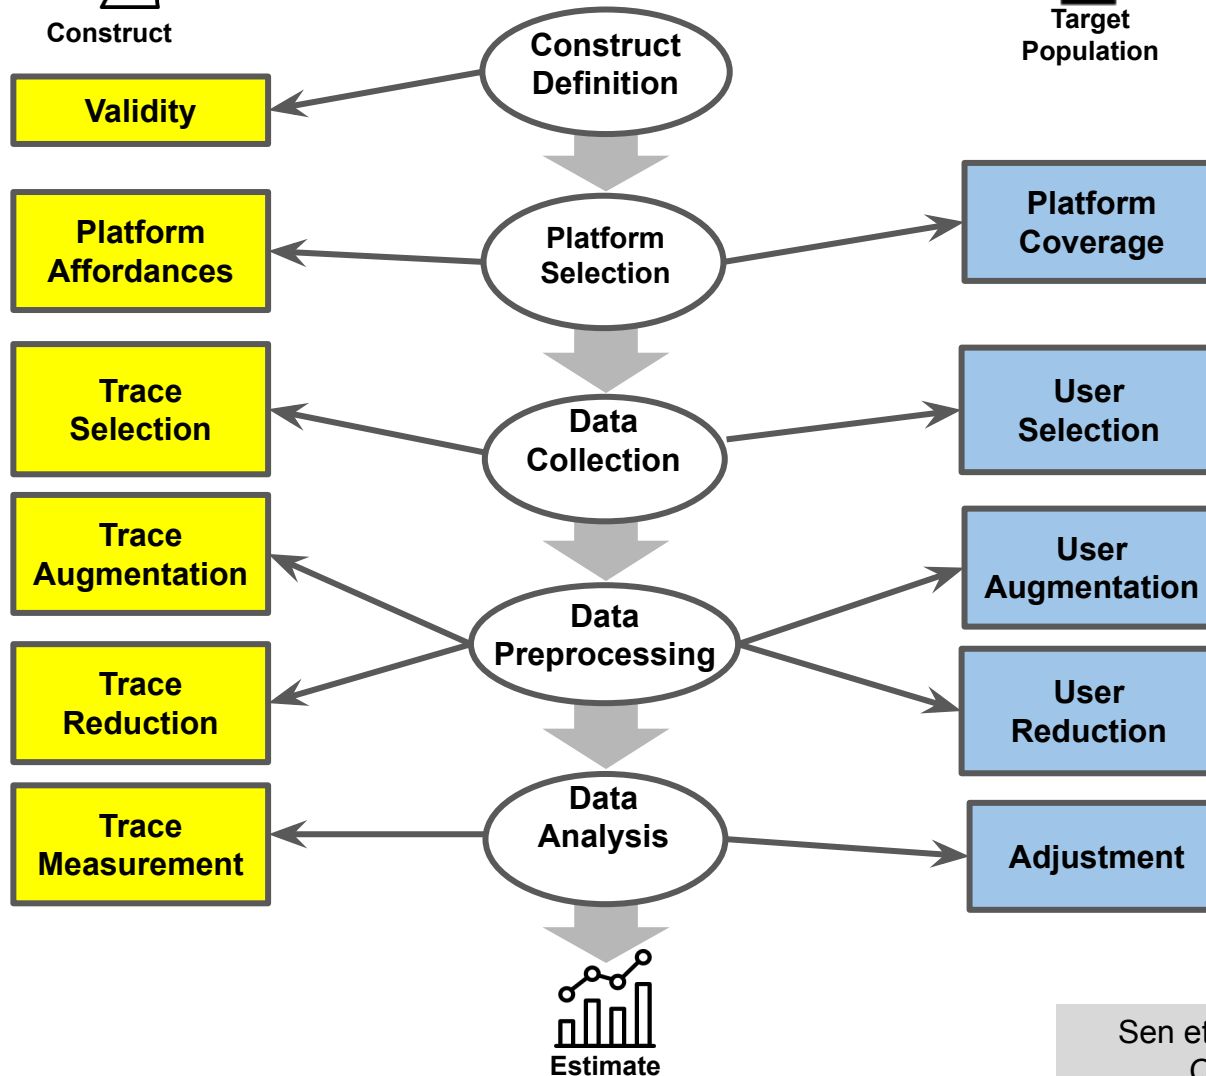 Construct
Target
Population
Construct
Definition
Validity
Platform
Affordances
Platform
Selection
Platform
Coverage
Trace
Selection
Data
Collection
User
Selection
Trace
Augmentation
User
Augmentation
Data
Preprocessing
Trace
Reduction
User
Reduction
Trace
Measurement
Data
Analysis
Adjustment
Estimate
Sen et